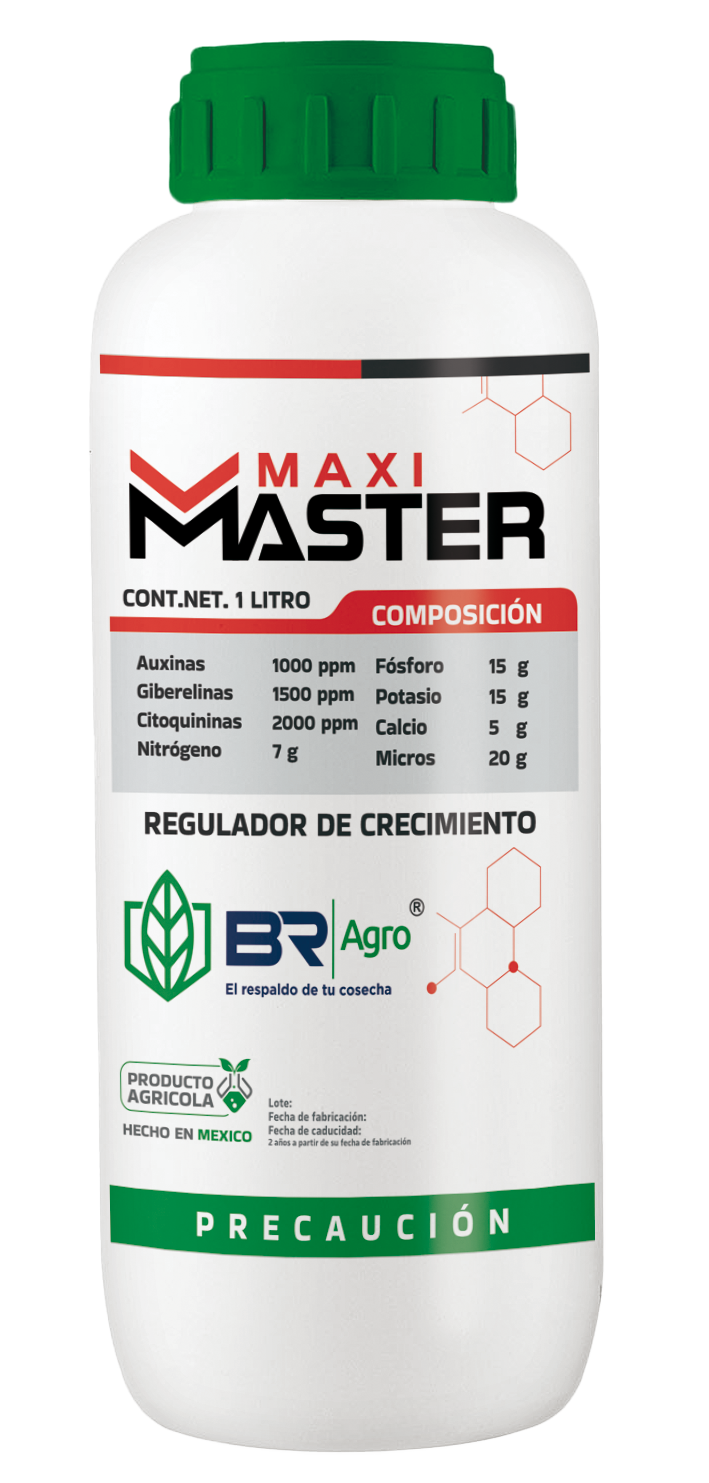 MAXI
MASTER
CONT.NET. 1 LITRO
COMPOSICIÓN
Auxinas 1000 ppm Fósforo 15 g
Giberelinas 1500 ppm Potasio 15 g
Citoquininas 2000 ppm Calcio 5 g
Nitrógeno 7 g Micros 20 g
REGULADOR DE CRECIMIENTO
BR Agro ®
El respaldo de tu cosecha
PRODUCTO
AGRICOLA
HECHO EN MEXICO
Lote:
Fecha de fabricación:
Fecha de caducidad:
2 años a partir de su fecha de fabricación
PRECAUCIÓN